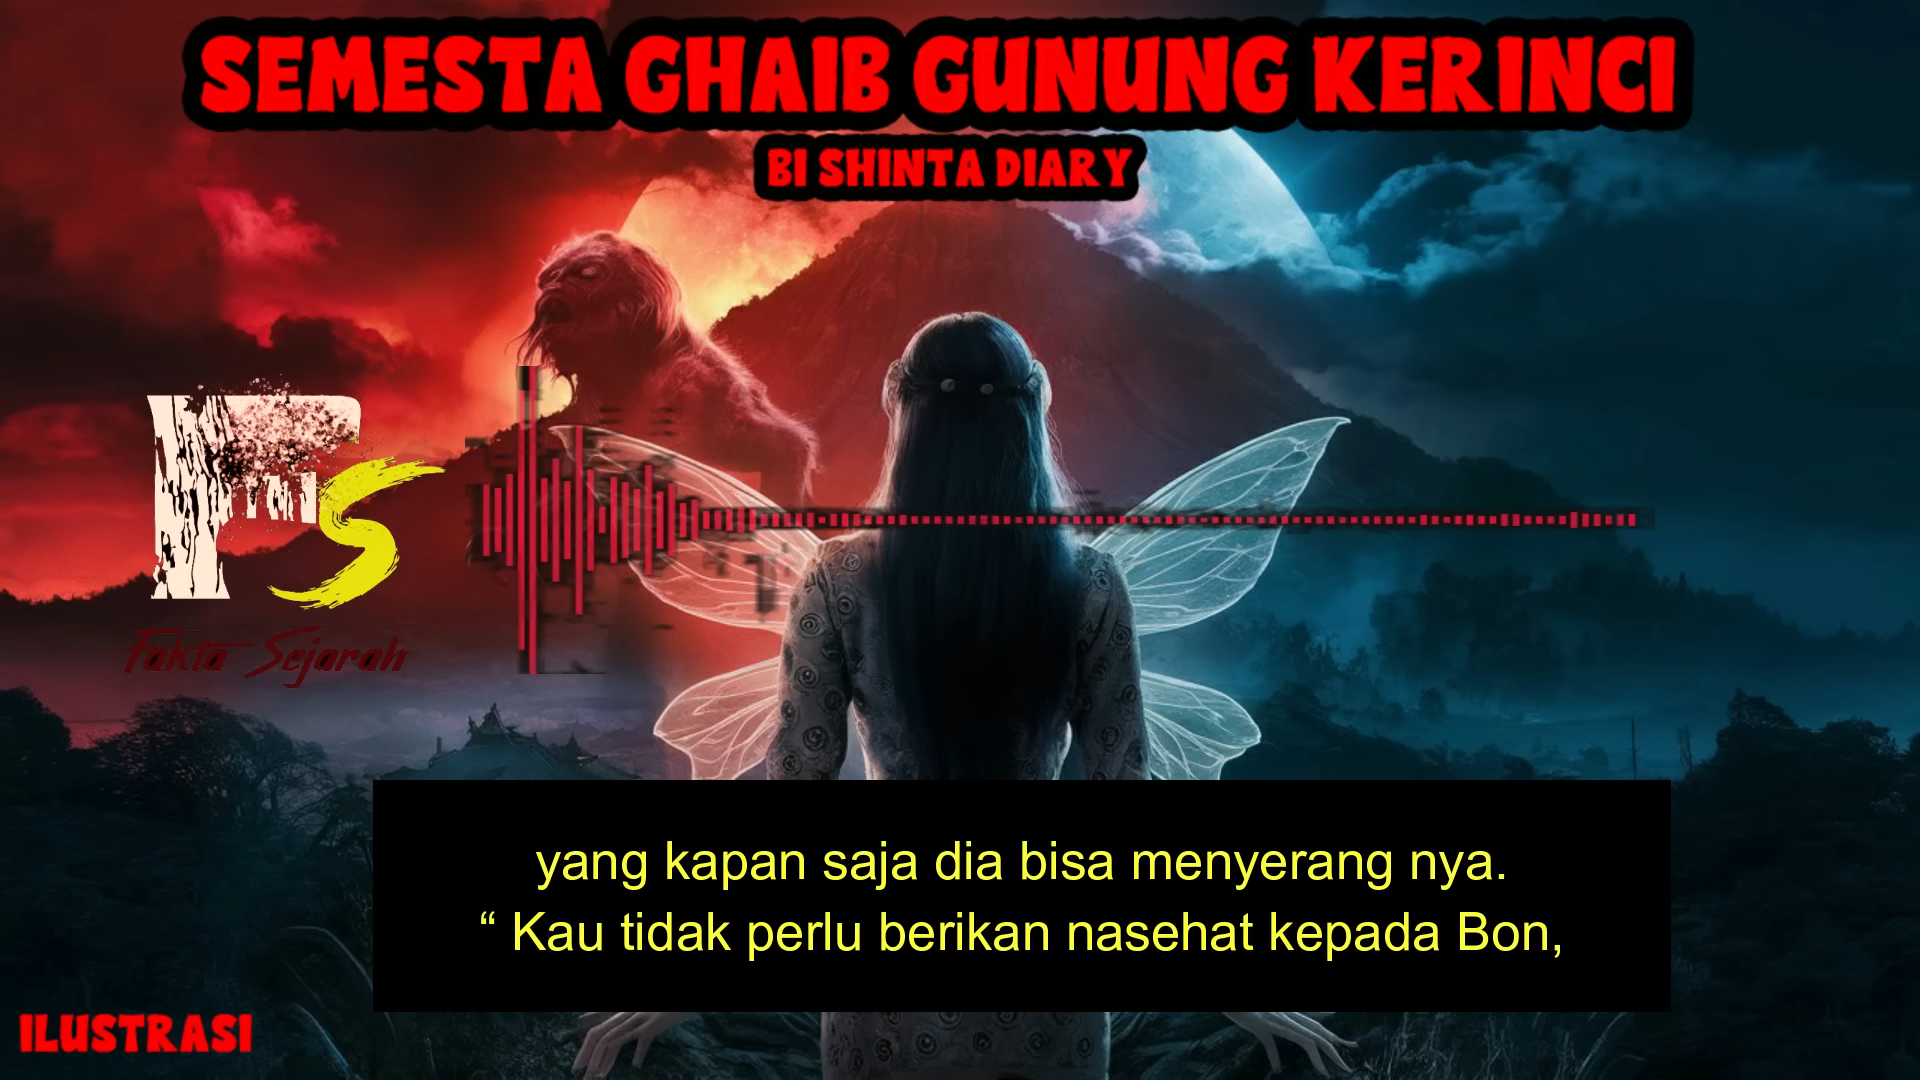 SEMESTA GHAIB GUNUNG KERINCI
BI SHINTA DIARY
FS
Fakta Sejarah
yang kapan saja dia bisa menyerang nya.
“ Kau tidak perlu berikan nasehat kepada Bon,
ILUSTRASI